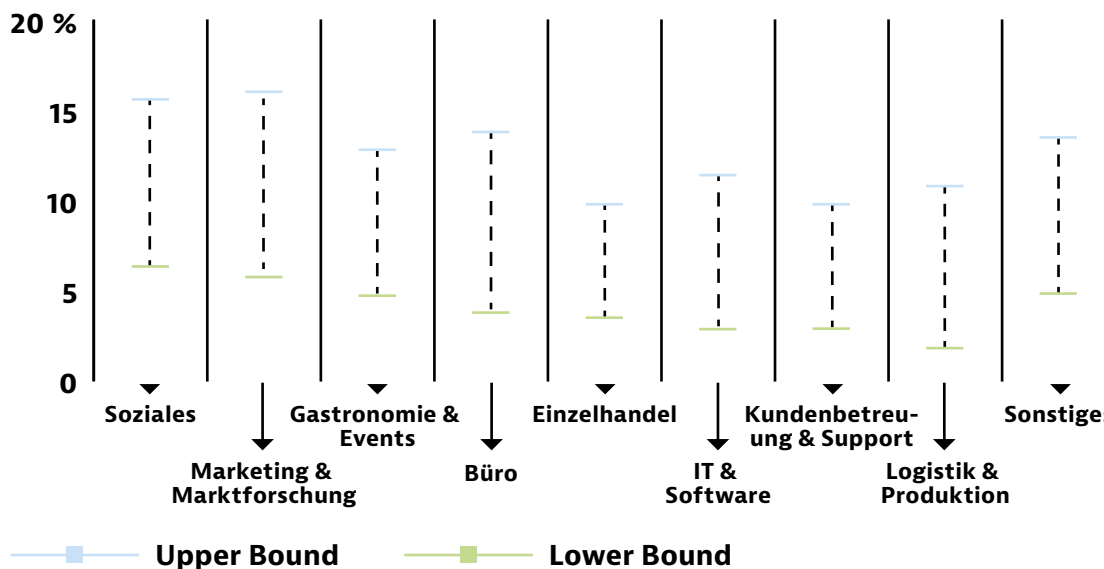 20 %
15
10
5
0
Soziales
Marketing &
Marktforschung
Gastronomie &
Events
Büro
Einzelhandel
IT &
Software
Kundenbetreu-
ung & Support
Logistik &
Produktion
Sonstiges
Upper Bound
Lower Bound